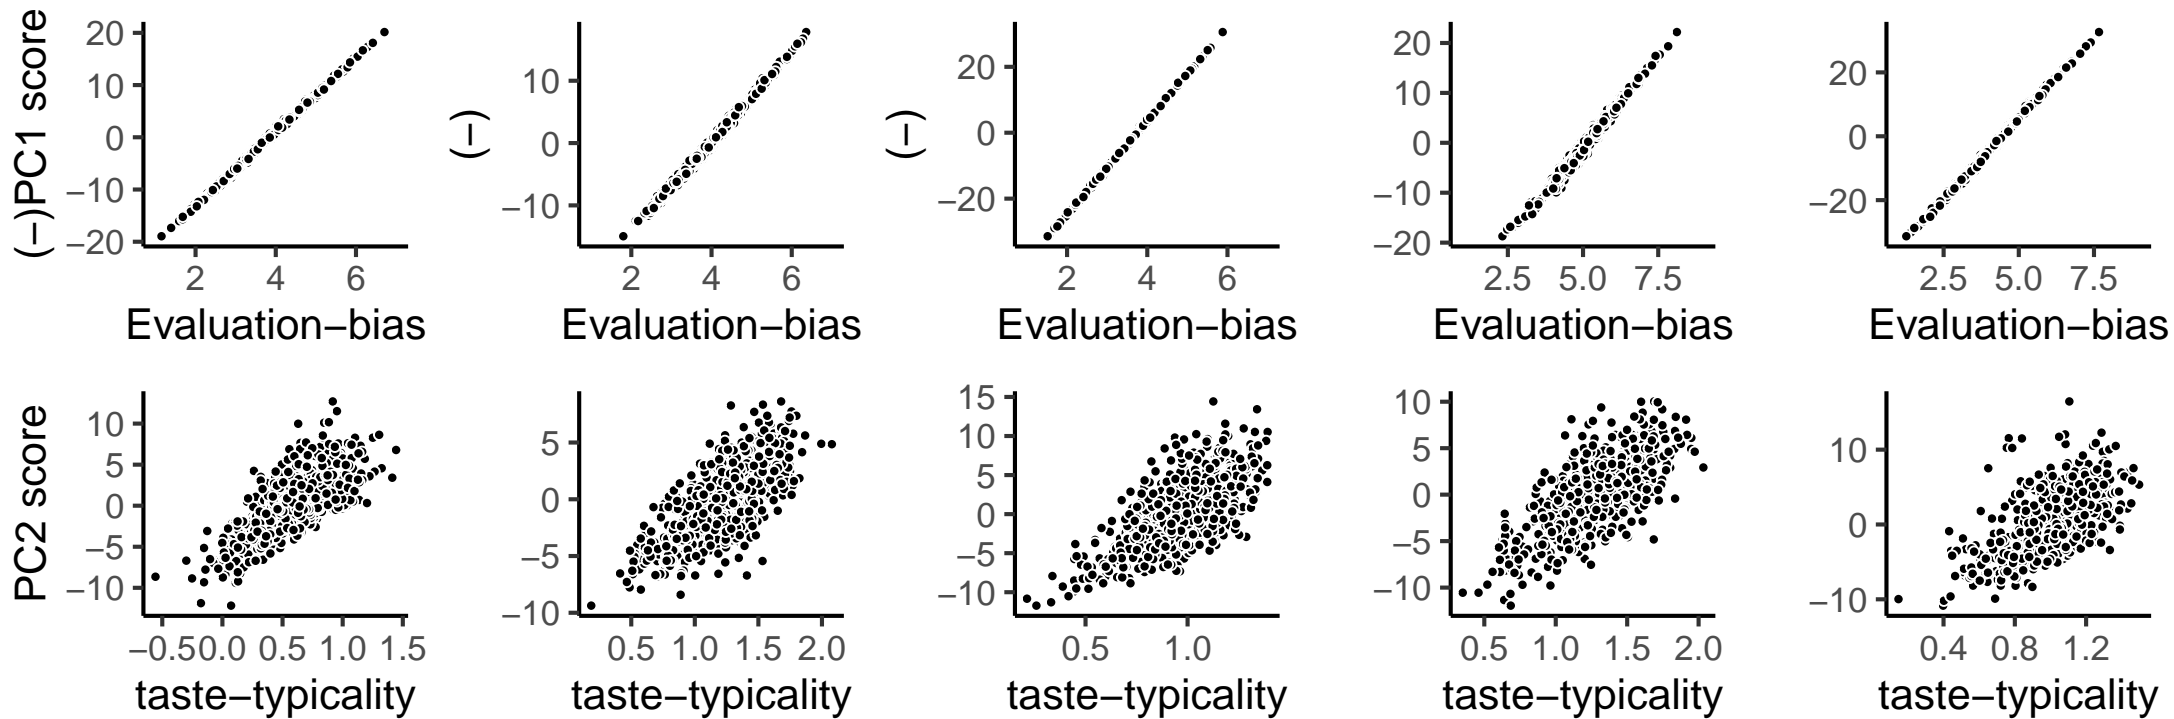 (−)PC1 score
20
10
0
−10
−20
2 4 6
Evaluation−bias
(−)
10
0
−10
2 4 6
Evaluation−bias
(−)
20
0
−20
2 4 6
Evaluation−bias
20
10
0
−10
−20
2.5 5.0 7.5
Evaluation−bias
20
0
−20
2.5 5.0 7.5
Evaluation−bias
PC2 score
10
5
0
−5
−10
−0.5 0.0 0.5 1.0 1.5
taste−typicality
5
0
−5
−10
0.5 1.0 1.5 2.0
taste−typicality
15
10
5
0
−5
−10
0.5 1.0
taste−typicality
10
5
0
−5
−10
0.5 1.0 1.5 2.0
taste−typicality
10
0
−10
0.4 0.8 1.2
taste−typicality